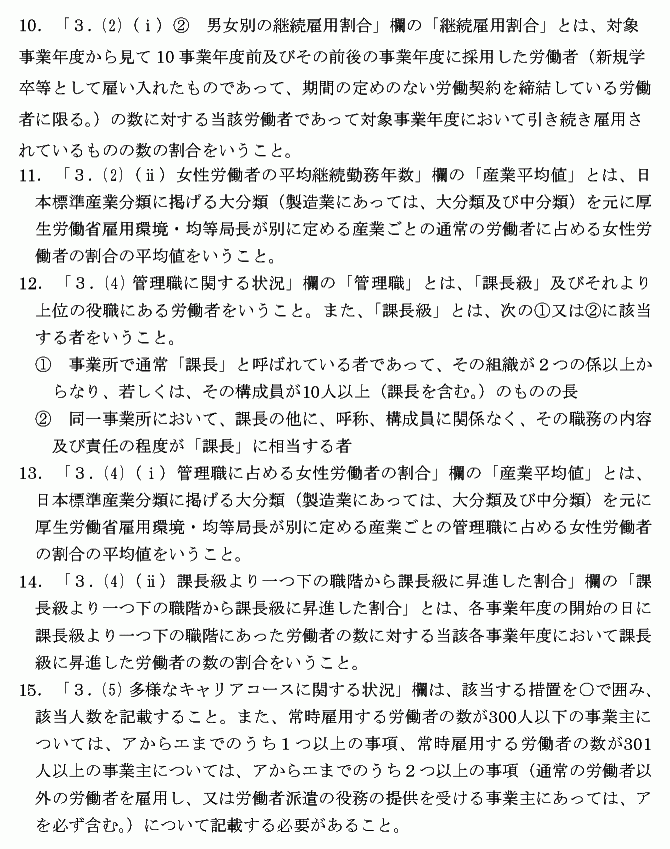 10．「３．(2)（ⅰ）②　男女別の継続雇用割合」欄の「継続雇用割合」とは、対象
事業年度から見て 10 事業年度前及びその前後の事業年度に採用した労働者（新規学
卒等として雇い入れたものであって、期間の定めのない労働契約を締結している労働
者に限る。）の数に対する当該労働者であって対象事業年度において引き続き雇用さ
れているものの数の割合をいうこと。
11．「３．(2)（ⅱ）女性労働者の平均継続勤務年数」欄の「産業平均値」とは、日
本標準産業分類に掲げる大分類（製造業にあっては、大分類及び中分類）を元に厚
生労働省雇用環境・均等局長が別に定める産業ごとの通常の労働者に占める女性労
働者の割合の平均値をいうこと。
12．「３．(4) 管理職に関する状況」欄の「管理職」とは、「課長級」及びそれより
上位の役職にある労働者をいうこと。また、「課長級」とは、次の①又は②に該当
する者をいうこと。
①　事業所で通常「課長」と呼ばれている者であって、その組織が２つの係以上か
らなり、若しくは、その構成員が10人以上（課長を含む。）のものの長
②　同一事業所において、課長の他に、呼称、構成員に関係なく、その職務の内容
及び責任の程度が「課長」に相当する者
13．「３．(4)（ⅰ）管理職に占める女性労働者の割合」欄の「産業平均値」とは、
日本標準産業分類に掲げる大分類（製造業にあっては、大分類及び中分類）を元に
厚生労働省雇用環境・均等局長が別に定める産業ごとの管理職に占める女性労働者
の割合の平均値をいうこと。
14．「３．(4)（ⅱ）課長級より一つ下の職階から課長級に昇進した割合」欄の「課
長級より一つ下の職階から課長級に昇進した割合」とは、各事業年度の開始の日に
課長級より一つ下の職階にあった労働者の数に対する当該各事業年度において課長
級に昇進した労働者の数の割合をいうこと。
15．「３．(5) 多様なキャリアコースに関する状況」欄は、該当する措置を〇で囲み、
該当人数を記載すること。また、常時雇用する労働者の数が300人以下の事業主に
ついては、アからエまでのうち１つ以上の事項、常時雇用する労働者の数が301
人以上の事業主については、アからエまでのうち２つ以上の事項（通常の労働者以
外の労働者を雇用し、又は労働者派遣の役務の提供を受ける事業主にあっては、ア
を必ず含む。）について記載する必要があること。